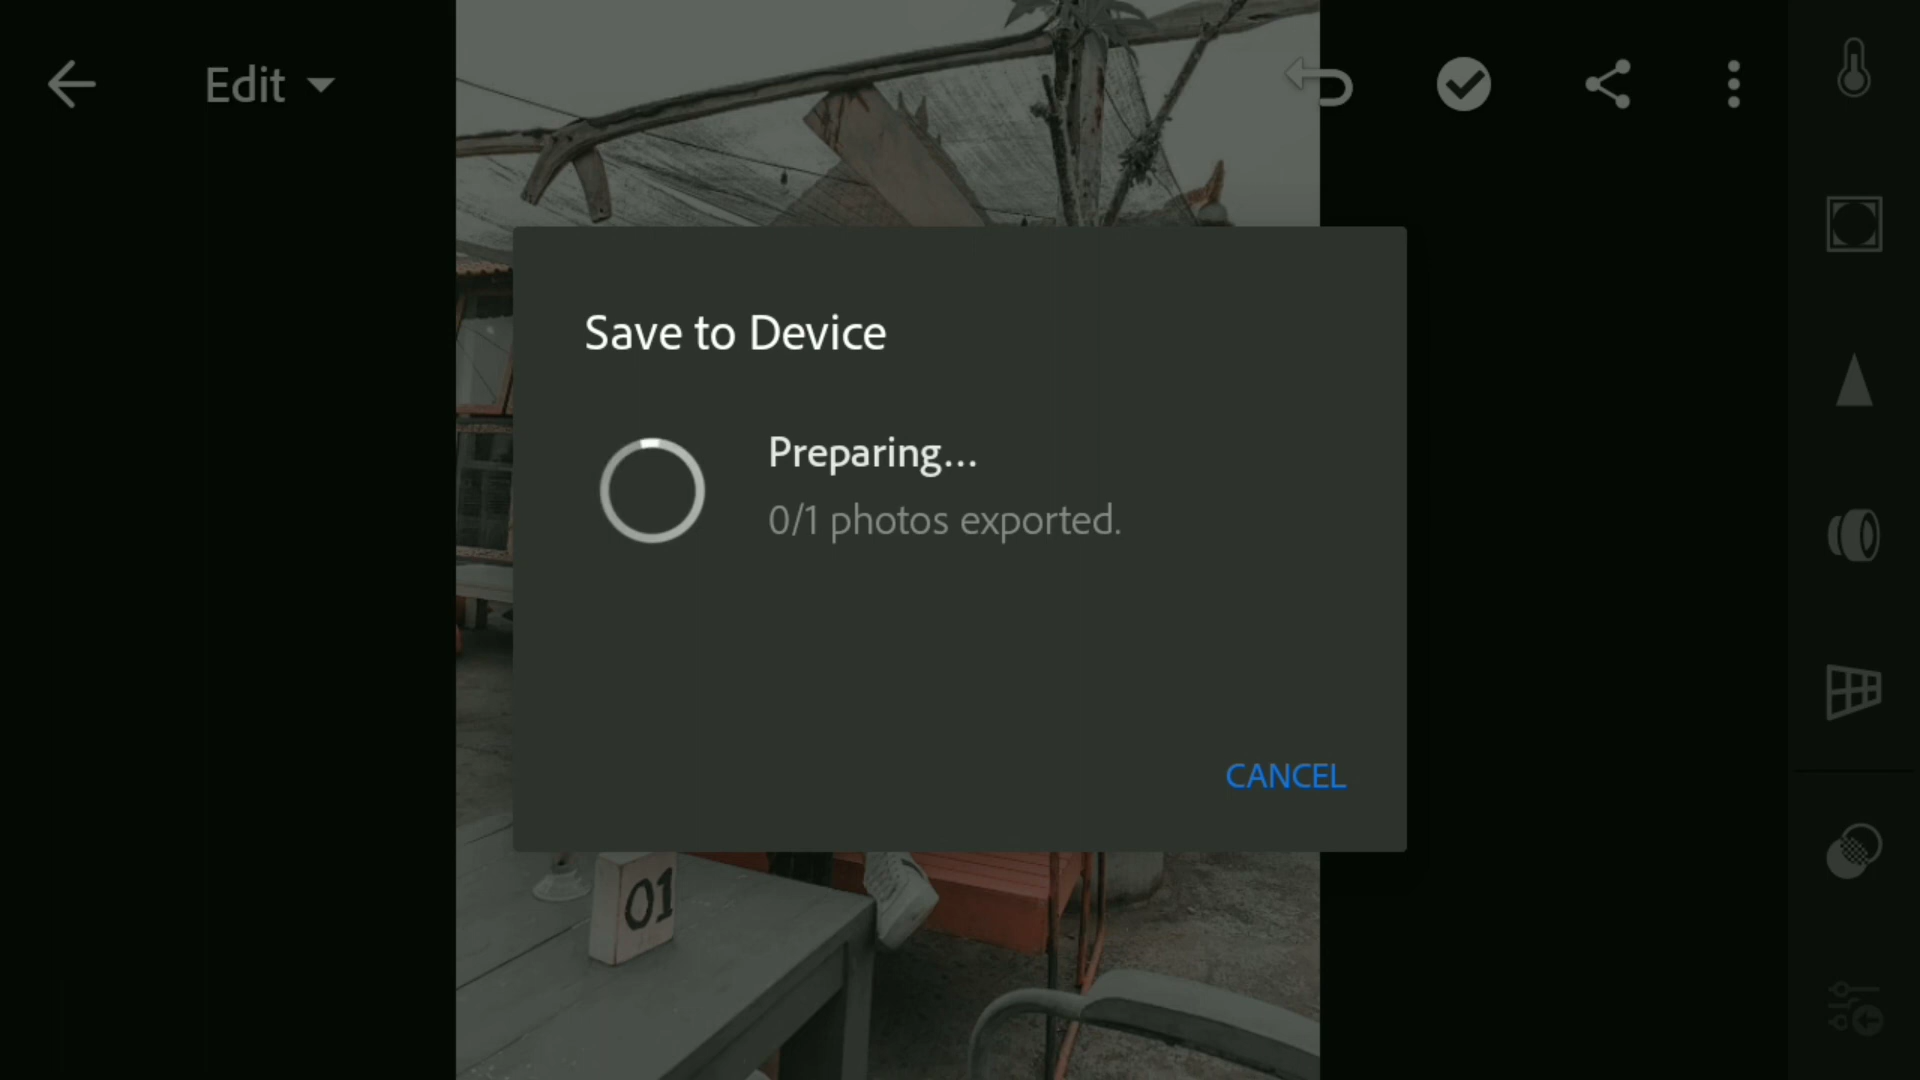 Edit
Save to Device
Preparing...
0/1 photos exported.
CANCEL
01